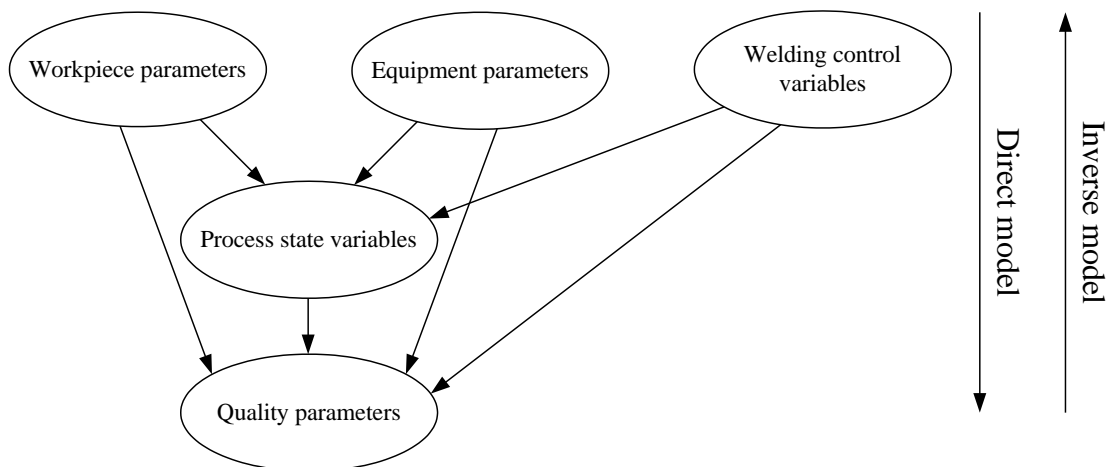 Workpiece parameters
Equipment parameters
Welding control
variables
Process state variables
Quality parameters
Direct model
Inverse model